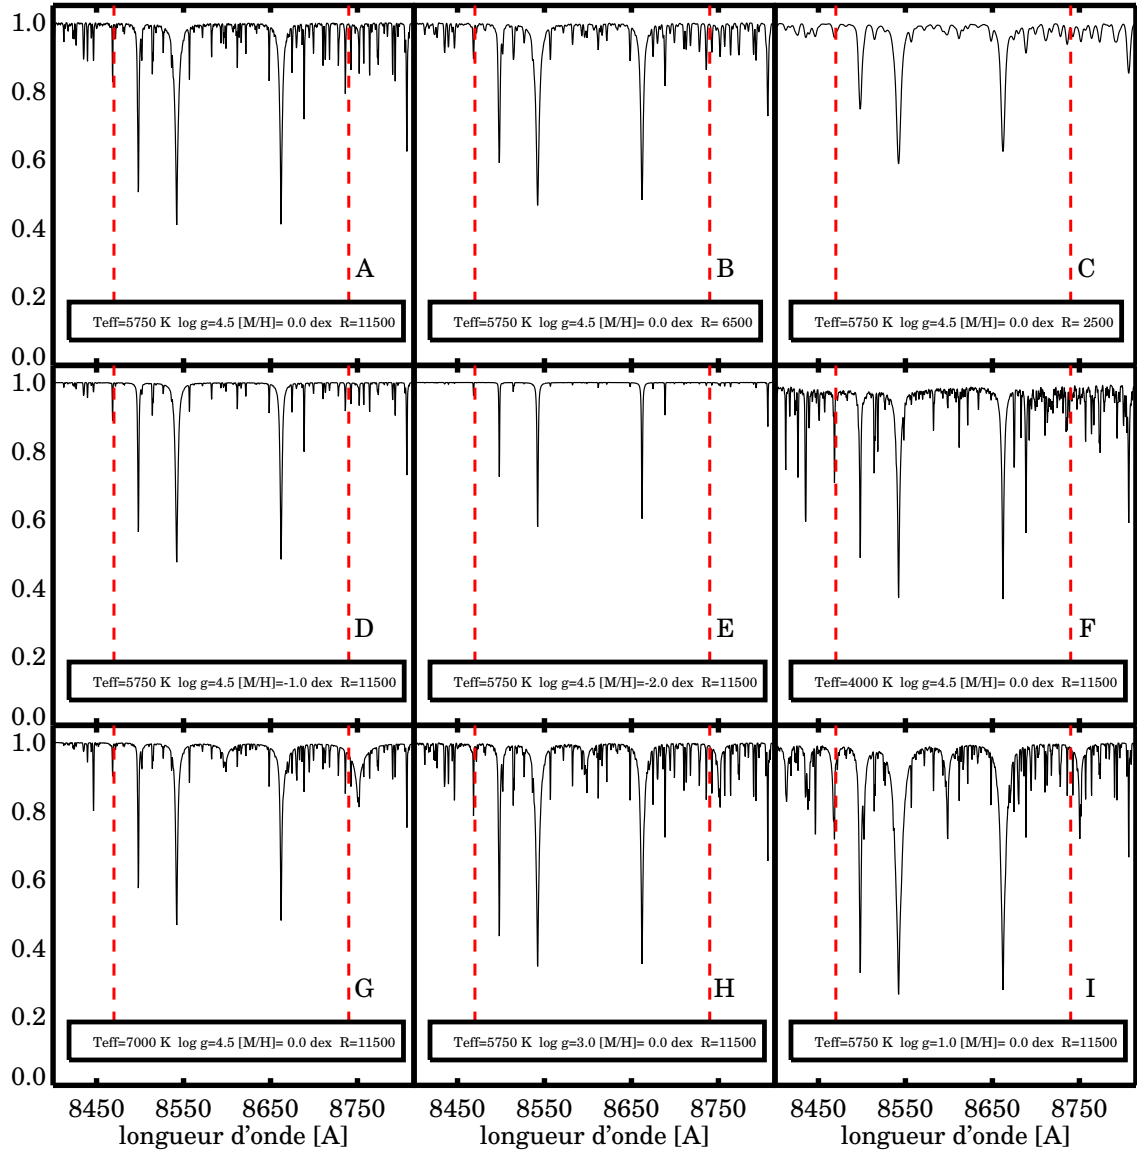 1.0
0.8
0.6
0.4
0.2
0.0
A
B
C
Teff=5750 K log g=4.5 [M/H]= 0.0 dex R=11500
Teff=5750 K log g=4.5 [M/H]= 0.0 dex R= 6500
Teff=5750 K log g=4.5 [M/H]= 0.0 dex R= 2500
1.0
0.8
0.6
0.4
0.2
0.0
D
E
F
Teff=5750 K log g=4.5 [M/H]=-1.0 dex R=11500
Teff=5750 K log g=4.5 [M/H]=-2.0 dex R=11500
Teff=4000 K log g=4.5 [M/H]= 0.0 dex R=11500
1.0
0.8
0.6
0.4
0.2
0.0
G
H
I
Teff=7000 K log g=4.5 [M/H]= 0.0 dex R=11500
Teff=5750 K log g=3.0 [M/H]= 0.0 dex R=11500
Teff=5750 K log g=1.0 [M/H]= 0.0 dex R=11500
8450 8550 8650 8750
8450 8550 8650 8750
8450 8550 8650 8750
longueur d'onde [A]
longueur d'onde [A]
longueur d'onde [A]